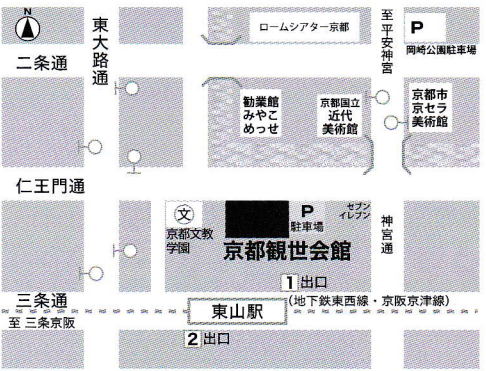 N
東大路通
ロームシアター京都
至平安神宮
P
岡崎公園駐車場
二条通
勧業館
みやこ
めっせ
京都国立
近代
美術館
京都市
京セラ
美術館
仁王門通
文
京都文教
学園
P
駐車場
セブン
イレブン
京都観世会館
神宮通
1 出口
三条通
(地下鉄東西線・京阪京津線)
東山駅
至 三条京阪
2 出口